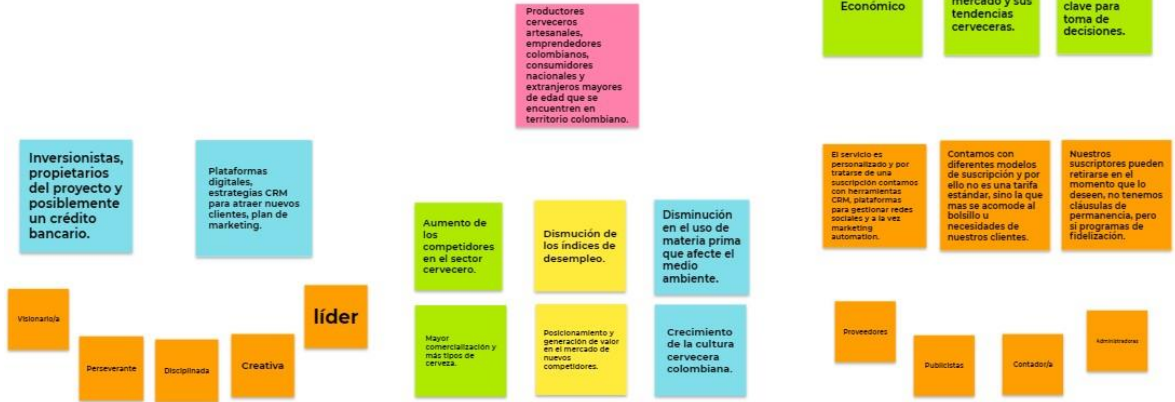 Productores
cerveceros
artesanales,
emprendedores
colombianos,
consumidores
nacionales y
extranjeros mayores
de edad que se
encuentren en
territorio colombiano.
Económico
mercado y sus
tendencias
cerveceras.
clave para
toma de
decisiones.
Inversionistas,
propietarios
del proyecto y
posiblemente
un crédito
bancario.
Plataformas
digitales,
estrategias CRM
para atraer nuevos
clientes, plan de
marketing.
Aumento de
los
competidores
en el sector
cervecero.
Dismución de
los índices de
desempleo.
Disminución
en el uso de
materia prima
que afecte el
medio
ambiente.
El servicio es
personalizado y por
tratarse de una
suscripción contamos
con herramientas
CRM, plataformas
para gestionar redes
sociales y a la vez
marketing
automation.
Contamos con
diferentes modelos
de suscripción y por
ello no es una tarifa
estándar, sino la que
mas se acomode al
bolsillo u
necesidades de
nuestros clientes.
Nuestros
suscriptores pueden
retirarse en el
momento que lo
deseen, no tenemos
cláusulas de
permanencia, pero
si programas de
fidelización.
Visionario/a
Perseverante
Disciplinada
Creativa
líder
Mayor
comercialización y
más tipos de
cerveza.
Posicionamiento y
generación de valor
en el mercado de
nuevos
competidores.
Crecimiento
de la cultura
cervecera
colombiana.
Proveedores
Publicistas
Contador/a
Administradoras